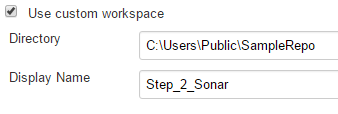 Use custom workspace
Directory
C:\Users\Public\SampleRepo
Display Name
Step_2_Sonar